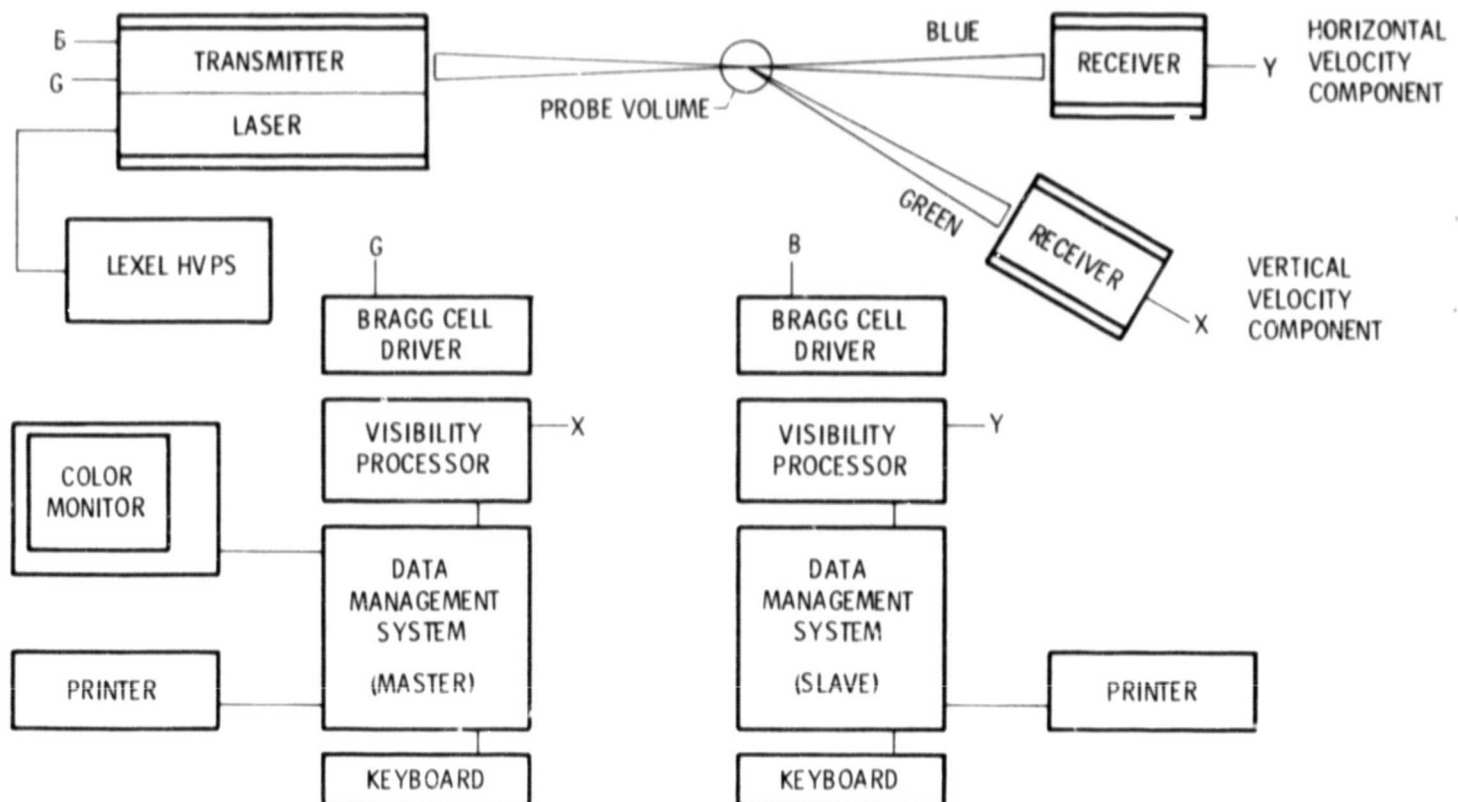 B
G
TRANSMITTER
LASER
LEXEL HVPS
PROBE VOLUME
BLUE
RECEIVER
Y
HORIZONTAL
VELOCITY
COMPONENT
GREEN
RECEIVER
X
VERTICAL
VELOCITY
COMPONENT
G
BRAGG CELL
DRIVER
VISIBILITY
PROCESSOR
X
COLOR
MONITOR
DATA
MANAGEMENT
SYSTEM
(MASTER)
PRINTER
KEYBOARD
B
BRAGG CELL
DRIVER
VISIBILITY
PROCESSOR
Y
DATA
MANAGEMENT
SYSTEM
(SLAVE)
PRINTER
KEYBOARD